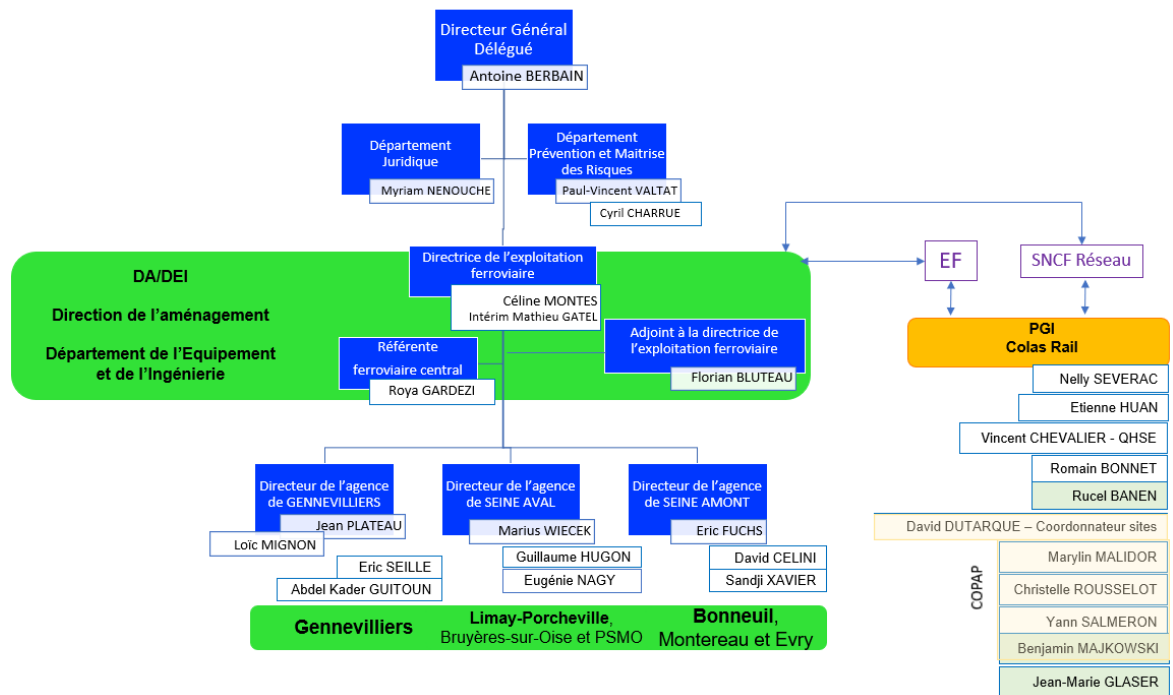 Directeur Général
Délégué
Antoine BERBAIN
Département
Juridique
Myriam NENOUCHE
Département
Prévention et Maitrise
des Risques
Paul-Vincent VALTAT
Cyril CHARRUE
DA/DEI
Direction de l’aménagement
Département de l’Equipement
et de l’Ingénierie
Directrice de l’exploitation
ferroviaire
Céline MONTES
Intérim Mathieu GATEL
Référente
ferroviaire central
Roya GARDEZI
Adjoint à la directrice de
l’exploitation ferroviaire
Florian BLUTEAU
EF
SNCF Réseau
PGI
Colas Rail
Nelly SEVERAC
Etienne HUAN
Vincent CHEVALIER - QHSE
Romain BONNET
Rucel BANEN
David DUTARQUE – Coordonnateur sites
COPAP
Marylin MALIDOR
Christelle ROUSSELOT
Yann SALMERON
Benjamin MAJKOWSKI
Jean-Marie GLASER
Directeur de l’agence
de GENNEVILLIERS
Jean PLATEAU
Loïc MIGNON
Eric SEILLE
Abdel Kader GUITOUN
Directeur de l’agence
de SEINE AVAL
Marius WIECEK
Guillaume HUGON
Eugénie NAGY
Directeur de l’agence
de SEINE AMONT
Eric FUCHS
David CELINI
Sandji XAVIER
Gennevilliers
Limay-Porcheville,
Bruyères-sur-Oise et PSMO
Bonneuil,
Montereau et Evry